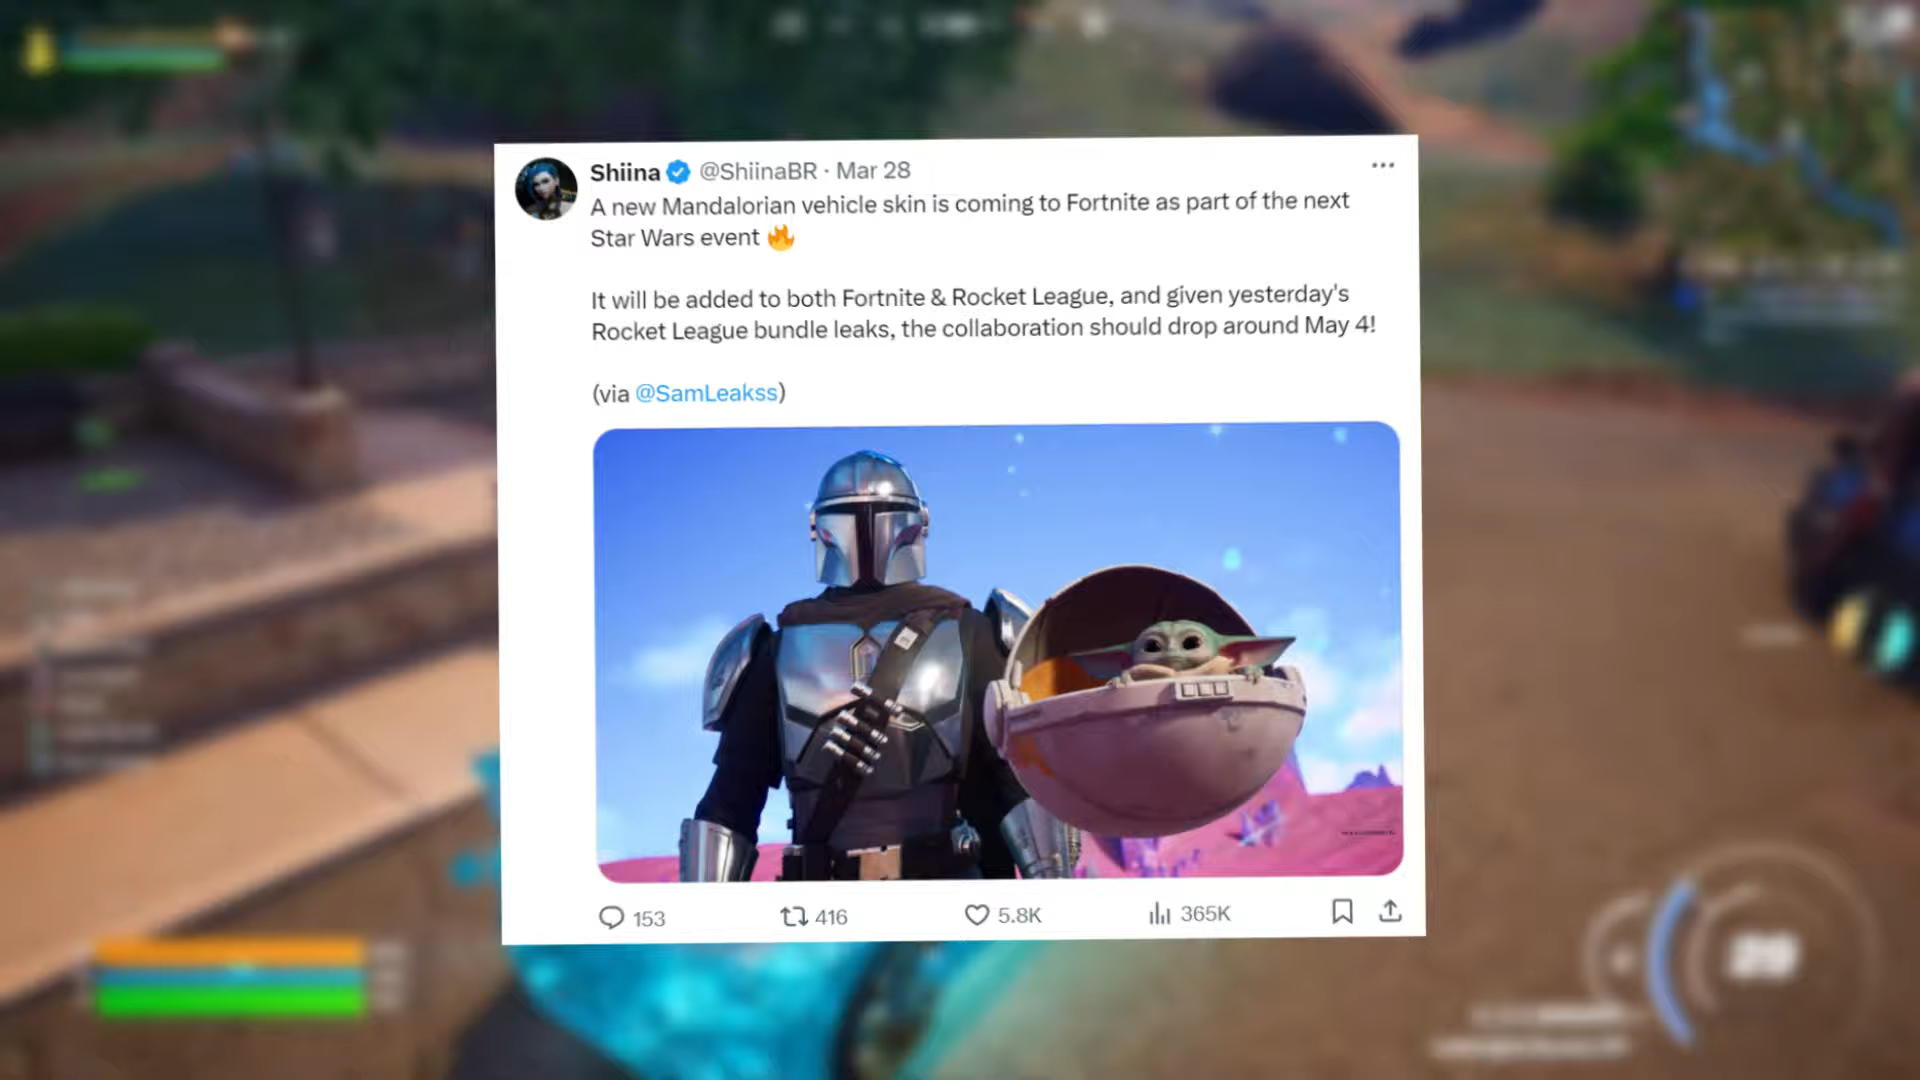 Shiina @ShiinaBR · Mar 28
A new Mandalorian vehicle skin is coming to Fortnite as part of the next
Star Wars event 🔥
It will be added to both Fortnite & Rocket League, and given yesterday's
Rocket League bundle leaks, the collaboration should drop around May 4!
(via @SamLeakss)
153 416 5.8K 365K